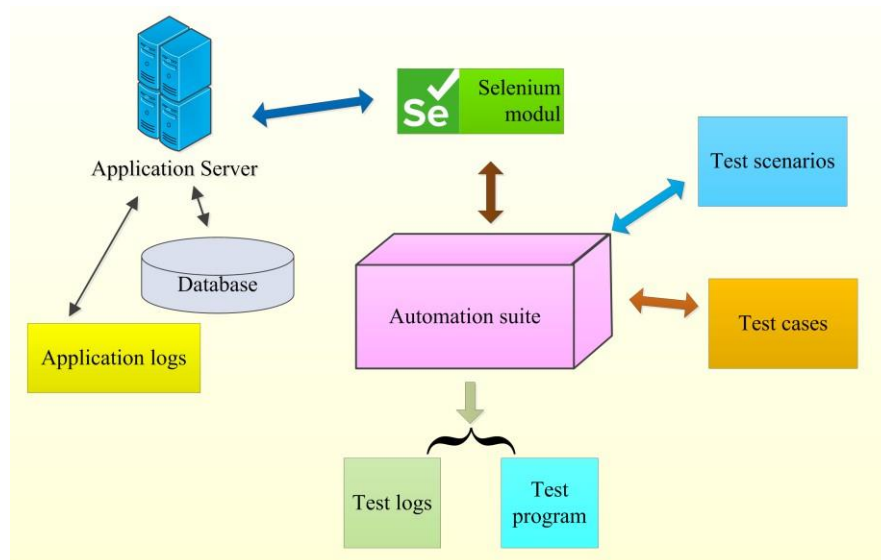 Se
Selenium
modul
Application Server
Test scenarios
Database
Automation suite
Test cases
Application logs
Test logs
Test
program